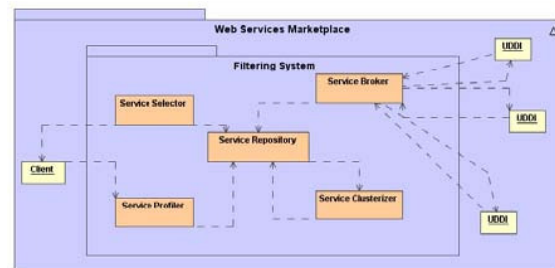 Web Services Marketplace
Filtering System
UDDI
Service Broker
Service Selector
UDDI
Service Repository
Client
Service Profiler
Service Clusterizer
UDDI